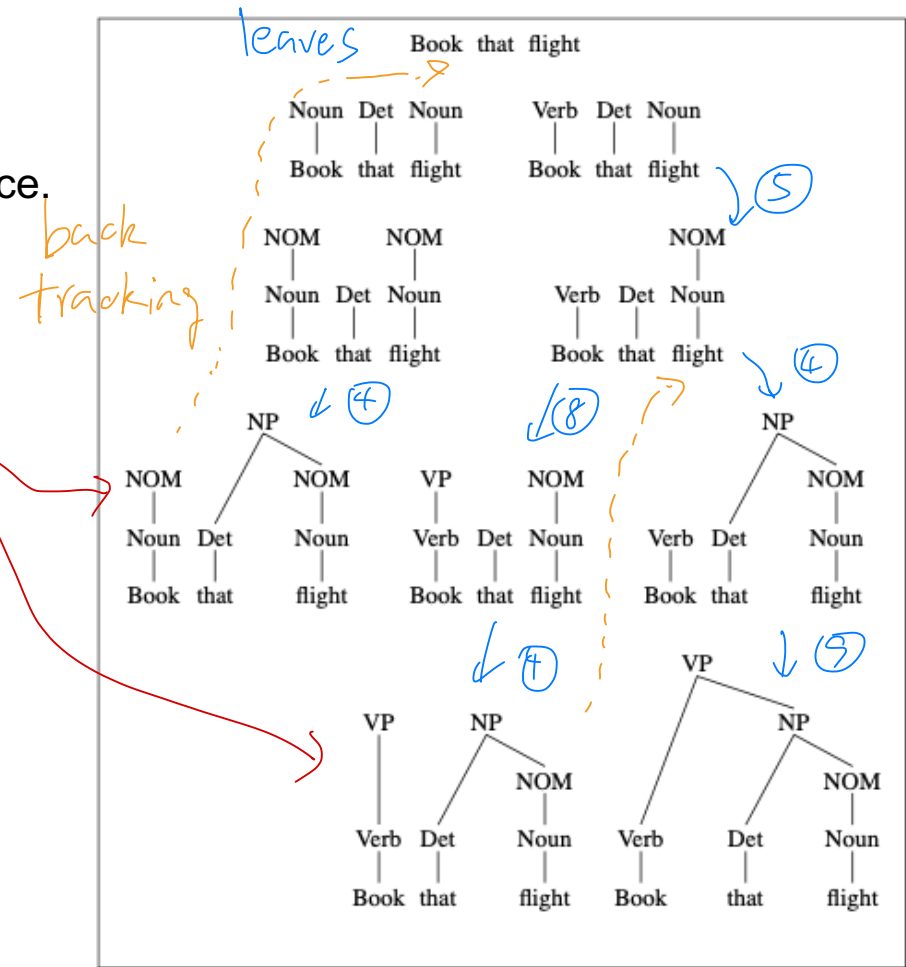 leaves
Book that flight
Noun Det Noun Verb Det Noun
Book that flight Book that flight
ce.
⑤
back
tracking
NOM NOM NOM
Noun Det Noun Verb Det Noun
Book that flight Book that flight
④ ⑧ ④
NP NP
NOM NOM VP NOM NOM
Noun Det Noun Verb Det Noun Verb Det Noun
Book that flight Book that flight Book that flight
④ ⑨
VP
VP NP NP
NOM NOM
Verb Det Noun Verb Det Noun
Book that flight Book that flight